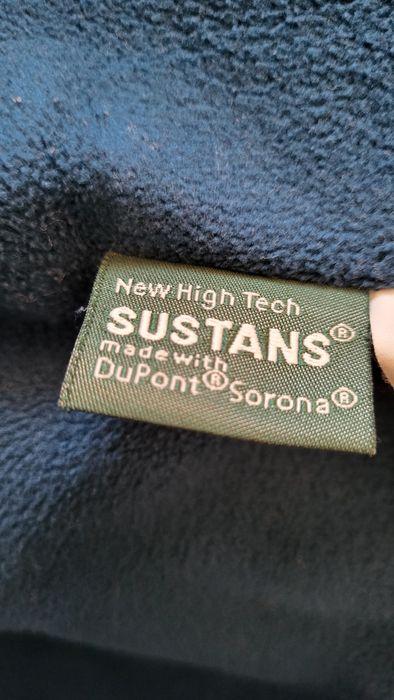 New High Tech
SUSTANS®
made with
DuPont® Sorona®